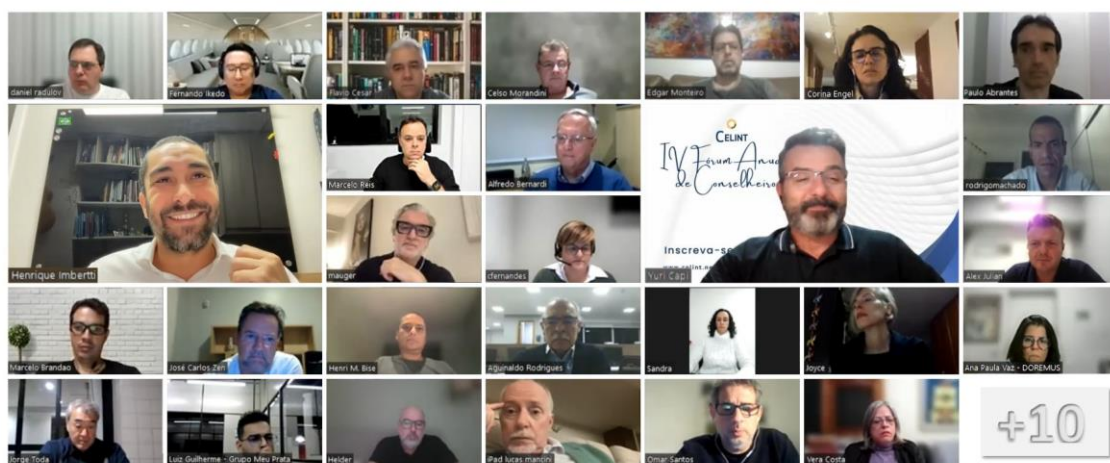 daniel radulov
Fernando Ikedo
Flavio Cesar
Celso Morandini
Edgar Monteiro
Corina Engel
Paulo Abrantes
Henrique Imbertti
Marcelo Reis
Alfredo Bernardi
CELINT
IV Fórum Anual
de Conselheiros
Inscreva-se
Yuri Capi
rodrigomachado
mauger
cfernandes
Alex Julian
Marcelo Brandao
José Carlos Zen
Henri M. Bise
Aguinaldo Rodrigues
Sandra
Joyce
Ana Paula Vaz - DOREMUS
Jorge Toda
Luiz Guilherme - Grupo Meu Prata
Helder
iPad lucas mancini
Omar Santos
Vera Costa
+10